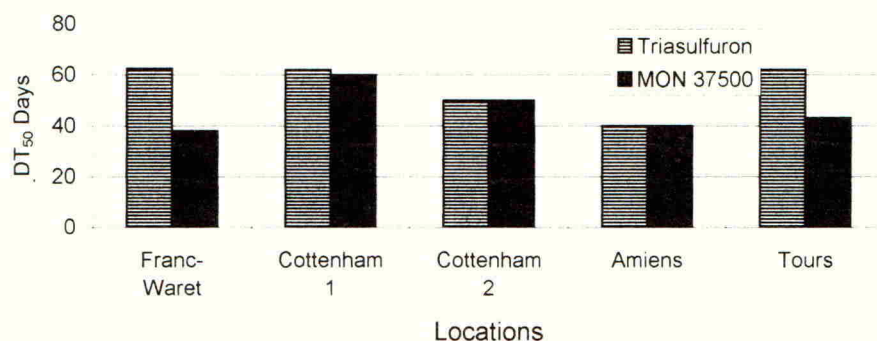 80
60
40
20
0
DT50 Days
Triasulfuron
MON 37500
Franc-
Waret
Cottenham
1
Cottenham
2
Amiens
Tours
Locations